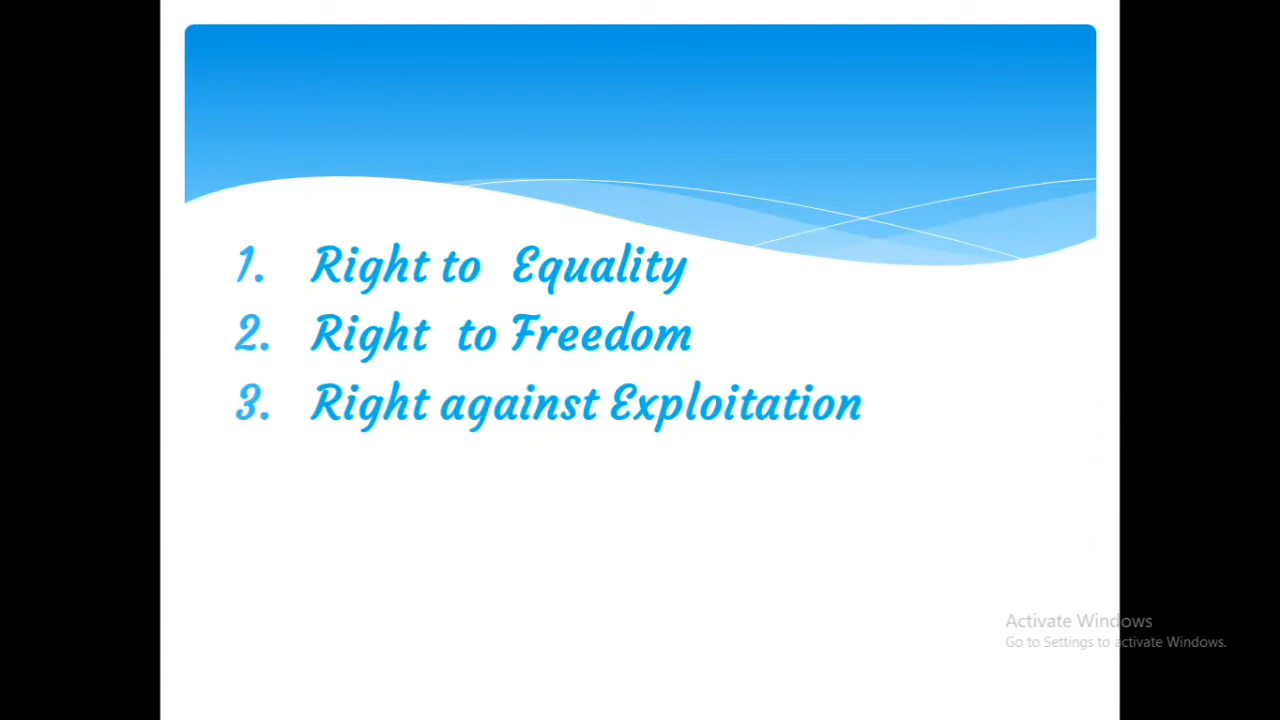 1. Right to Equality
2. Right to Freedom
3. Right against Exploitation
Activate Windows
Go to Settings to activate Windows.